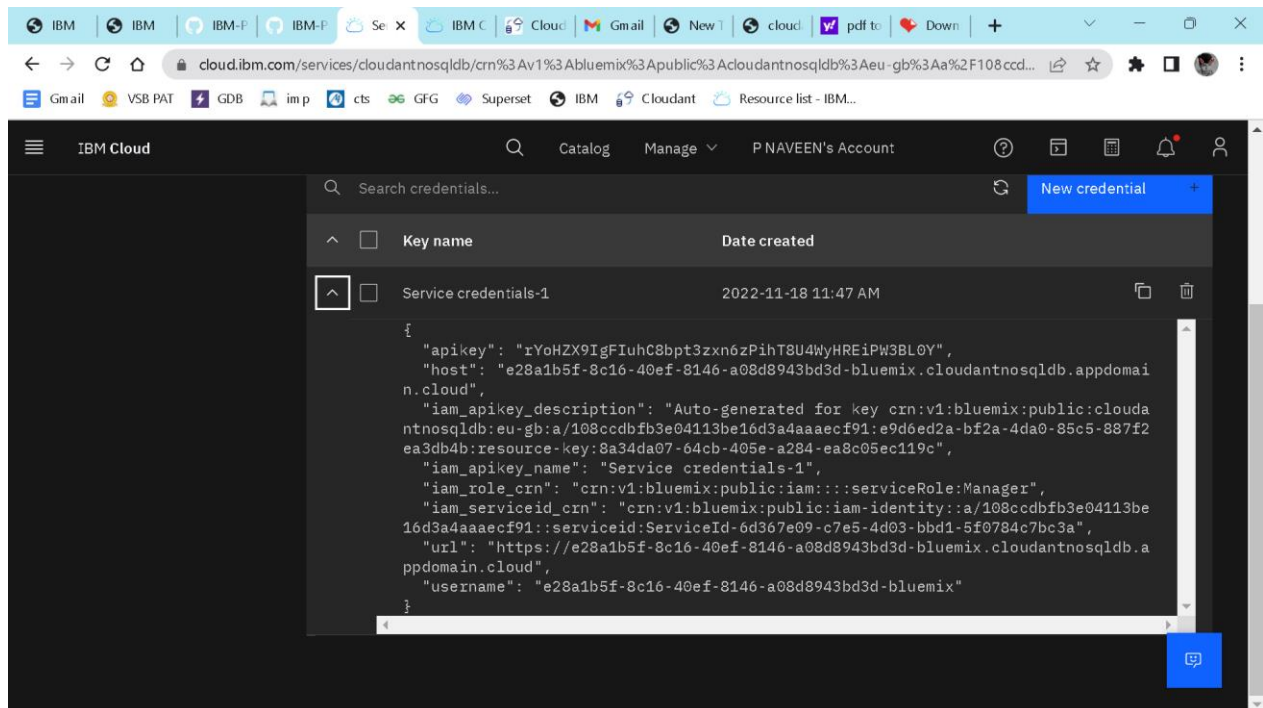 IBM IBM IBM-P IBM-P Se IBM C Cloud Gmail New T cloud. pdf to Down
cloud.ibm.com/services/cloudantnosqldb/crn%3Av1%3Abluemix%3Apublic%3Acloudantnosqldb%3Aeu-gb%3Aa%2F108ccd...
Gmail VSB PAT GDB imp cts GFG Superset IBM Cloudant Resource list - IBM...
IBM Cloud Catalog Manage P NAVEEN's Account
Search credentials... New credential +
Key name Date created
Service credentials-1 2022-11-18 11:47 AM
{
"apikey": "rYoHZX9IgFIuhC8bpt3zxn6zPihT8U4WyHREiPW3BL0Y",
"host": "e28a1b5f-8c16-40ef-8146-a08d8943bd3d-bluemix.cloudantnosqldb.appdomai
n.cloud",
"iam_apikey_description": "Auto-generated for key crn:v1:bluemix:public:clouda
ntnosqldb:eu-gb:a/108ccdbfb3e04113be16d3a4aaaecf91:e9d6ed2a-bf2a-4da0-85c5-887f2
ea3db4b:resource-key:8a34da07-64cb-405e-a284-ea8c05ec119c",
"iam_apikey_name": "Service credentials-1",
"iam_role_crn": "crn:v1:bluemix:public:iam::::serviceRole:Manager",
"iam_serviceid_crn": "crn:v1:bluemix:public:iam-identity::a/108ccdbfb3e04113be
16d3a4aaaecf91::serviceid:ServiceId-6d367e09-c7e5-4d03-bbd1-5f0784c7bc3a",
"url": "https://e28a1b5f-8c16-40ef-8146-a08d8943bd3d-bluemix.cloudantnosqldb.a
ppdomain.cloud",
"username": "e28a1b5f-8c16-40ef-8146-a08d8943bd3d-bluemix"
}